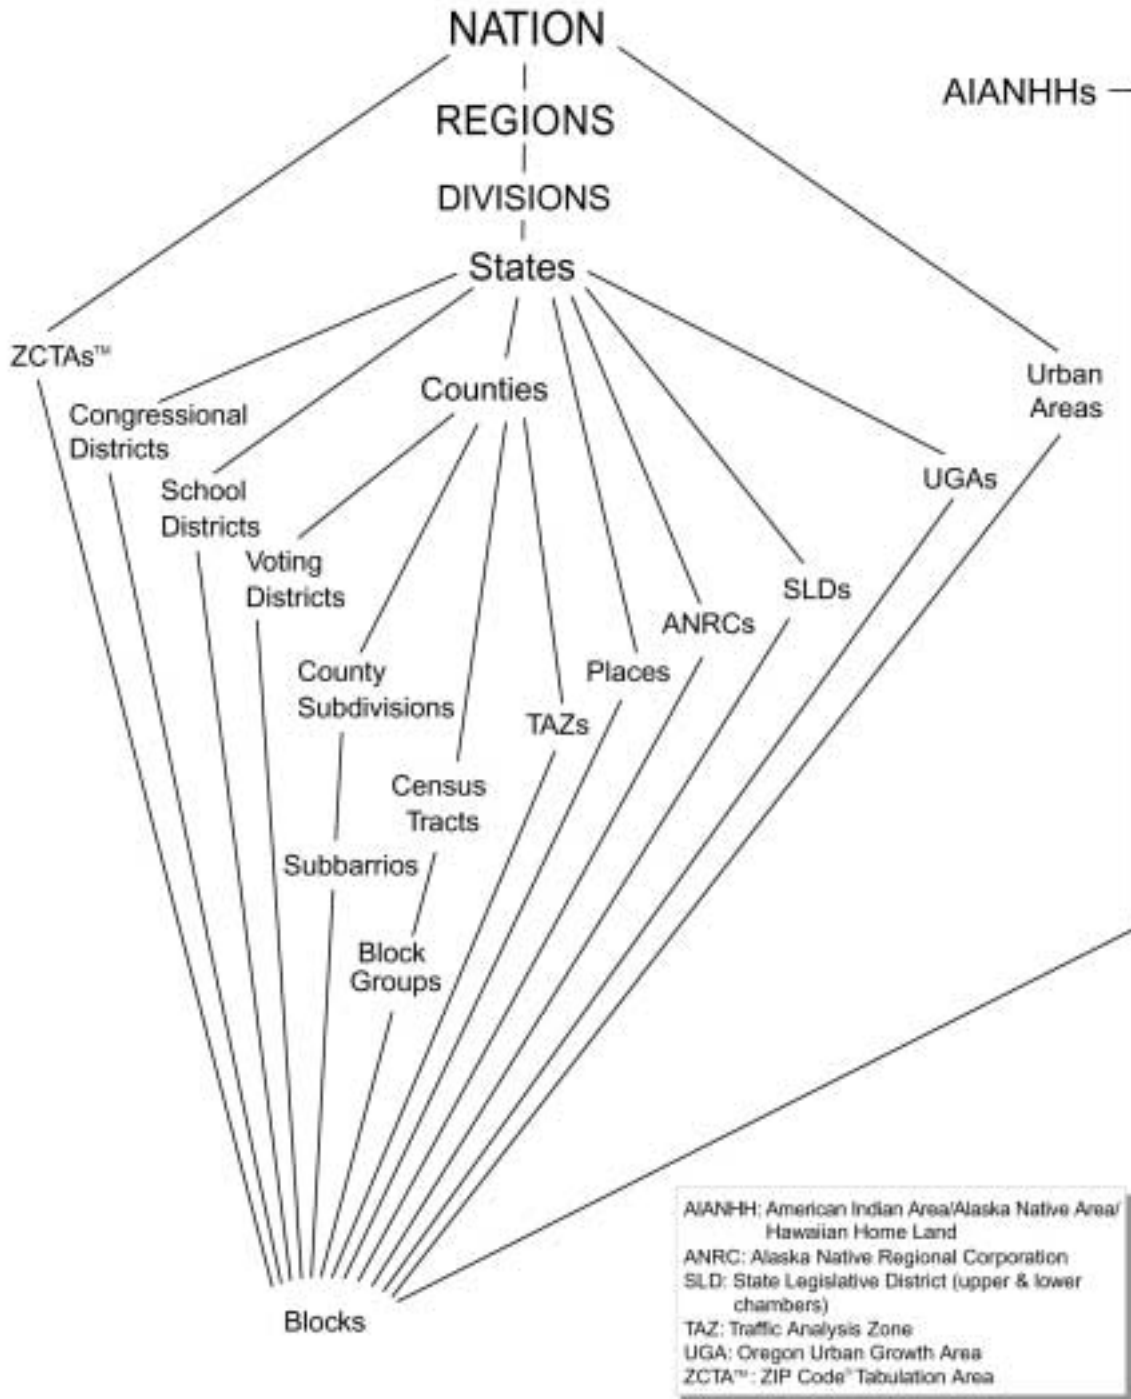 NATION
AIANHHs
REGIONS
DIVISIONS
States
ZCTAs™
Counties
Urban
Areas
Congressional
Districts
UGAs
School
Districts
Voting
Districts
SLDs
ANRCs
County
Subdivisions
Places
TAZs
Census
Tracts
Subbarrios
Block
Groups
Blocks
AIANHH: American Indian Area/Alaska Native Area/
Hawaiian Home Land
ANRC: Alaska Native Regional Corporation
SLD: State Legislative District (upper & lower
chambers)
TAZ: Traffic Analysis Zone
UGA: Oregon Urban Growth Area
ZCTA™: ZIP Code® Tabulation Area